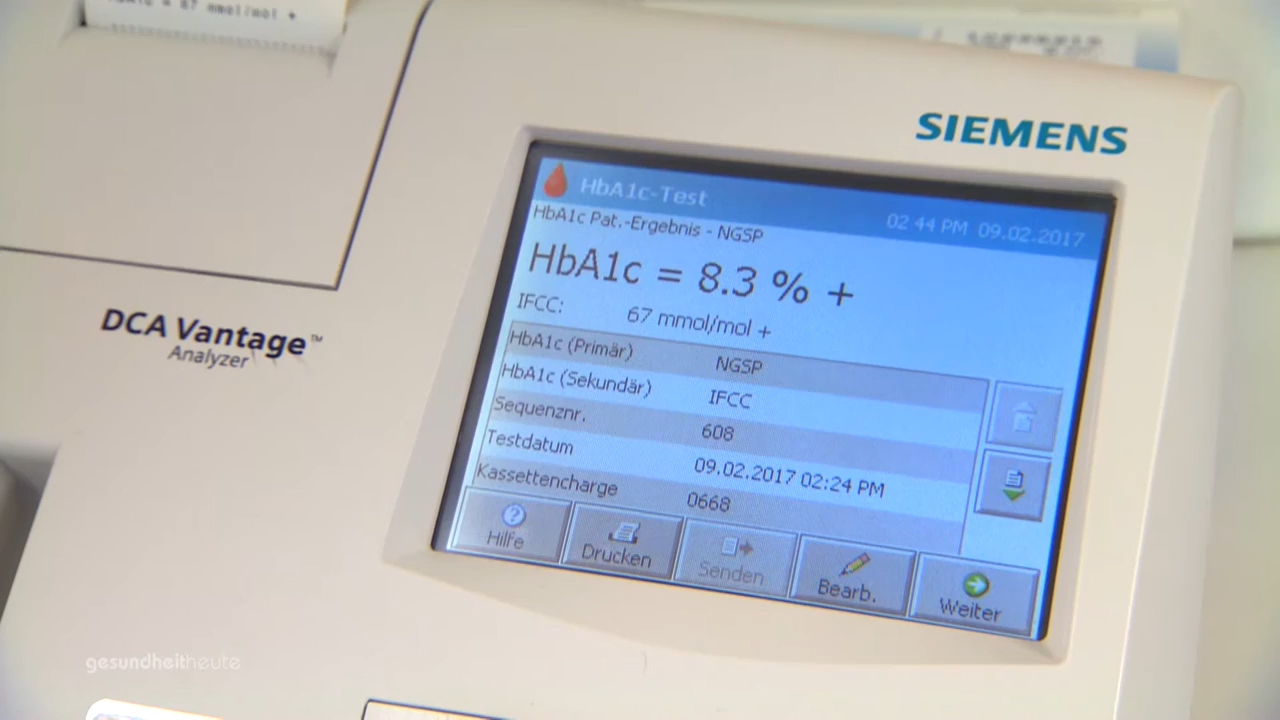 HbA1c = 67 mmol/mol +
SIEMENS
HbA1c-Test
02 44 PM 09.02.2017
HbA1c Pat.-Ergebnis - NGSP
HbA1c = 8.3 % +
IFCC: 67 mmol/mol +
HbA1c (Primär) NGSP
HbA1c (Sekundär) IFCC
Sequenznr. 608
Testdatum 09.02.2017 02:24 PM
Kassettencharge 0668
Hilfe Drucken Senden Bearb. Weiter
DCA Vantage™
Analyzer
gesundheitheute